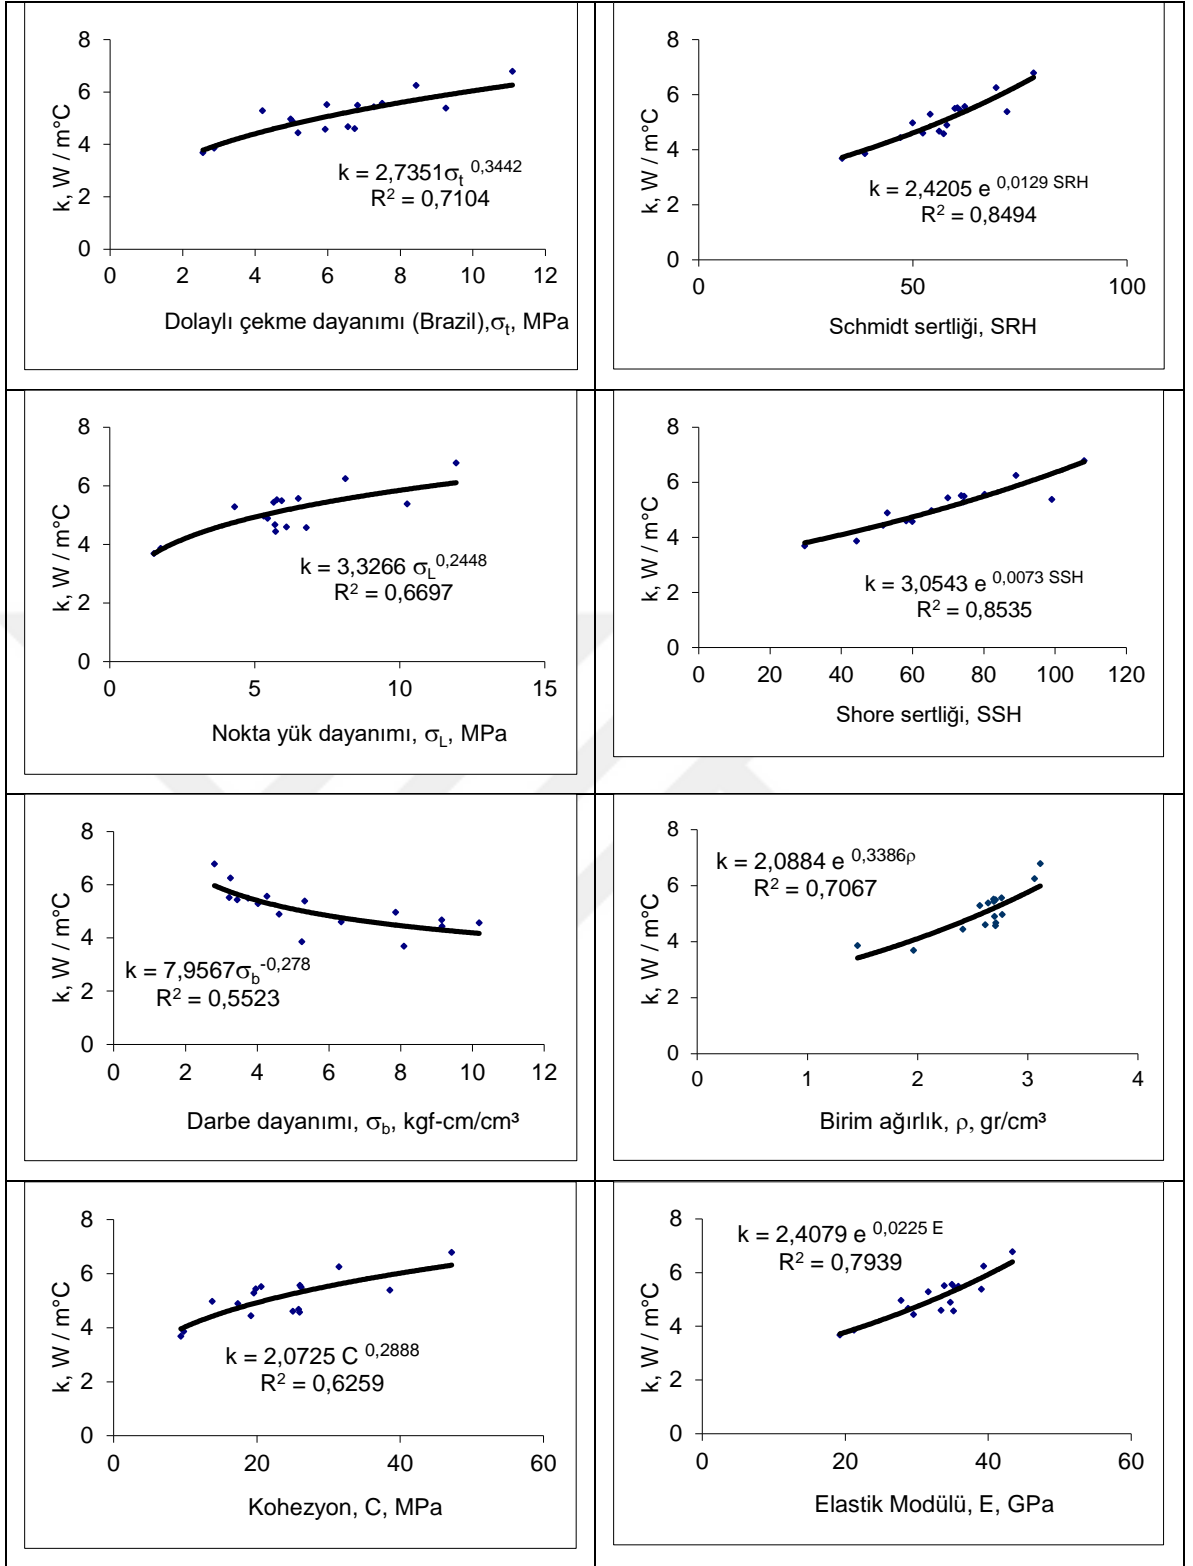 8
6
4
2
0
k, W / m°C
k = 2,7351σt 0,3442
R² = 0,7104
0 2 4 6 8 10 12
Dolaylı çekme dayanımı (Brazil),σt, MPa
8
6
4
2
0
k, W / m°C
k = 2,4205 e 0,0129 SRH
R² = 0,8494
0 50 100
Schmidt sertliği, SRH
8
6
4
2
0
k, W / m°C
k = 3,3266 σL0,2448
R² = 0,6697
0 5 10 15
Nokta yük dayanımı, σL, MPa
8
6
4
2
0
k, W / m°C
k = 3,0543 e 0,0073 SSH
R² = 0,8535
0 20 40 60 80 100 120
Shore sertliği, SSH
8
6
4
2
0
k, W / m°C
k = 7,9567σb-0,278
R² = 0,5523
0 2 4 6 8 10 12
Darbe dayanımı, σb, kgf-cm/cm³
8
6
4
2
0
k, W / m°C
k = 2,0884 e 0,3386ρ
R² = 0,7067
0 1 2 3 4
Birim ağırlık, ρ, gr/cm³
8
6
4
2
0
k, W / m°C
k = 2,0725 C 0,2888
R² = 0,6259
0 20 40 60
Kohezyon, C, MPa
8
6
4
2
0
k, W / m°C
k = 2,4079 e 0,0225 E
R² = 0,7939
0 20 40 60
Elastik Modülü, E, GPa